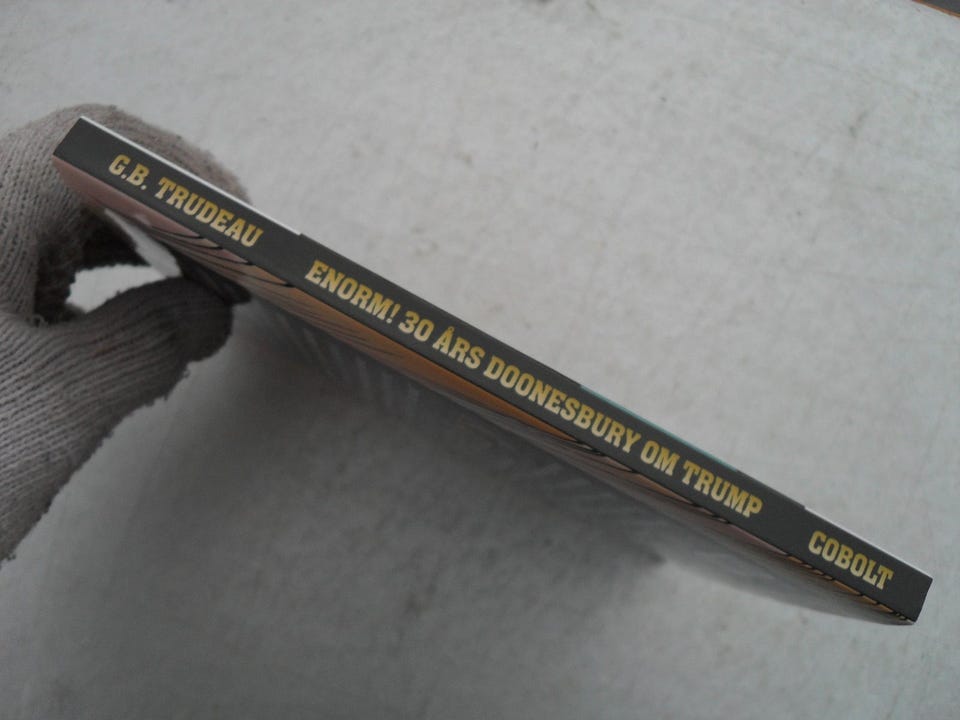 G.B. TRUDEAU ENORM! 30 ÅRS DOONESBURY OM TRUMP COBOLT